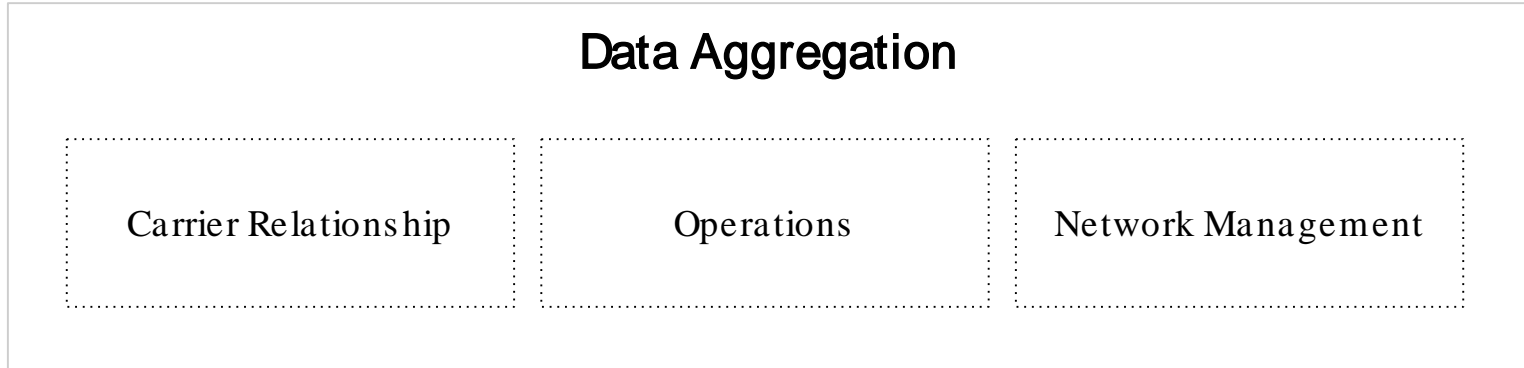 Data Aggregation
Carrier Relationship
Operations
Network Management